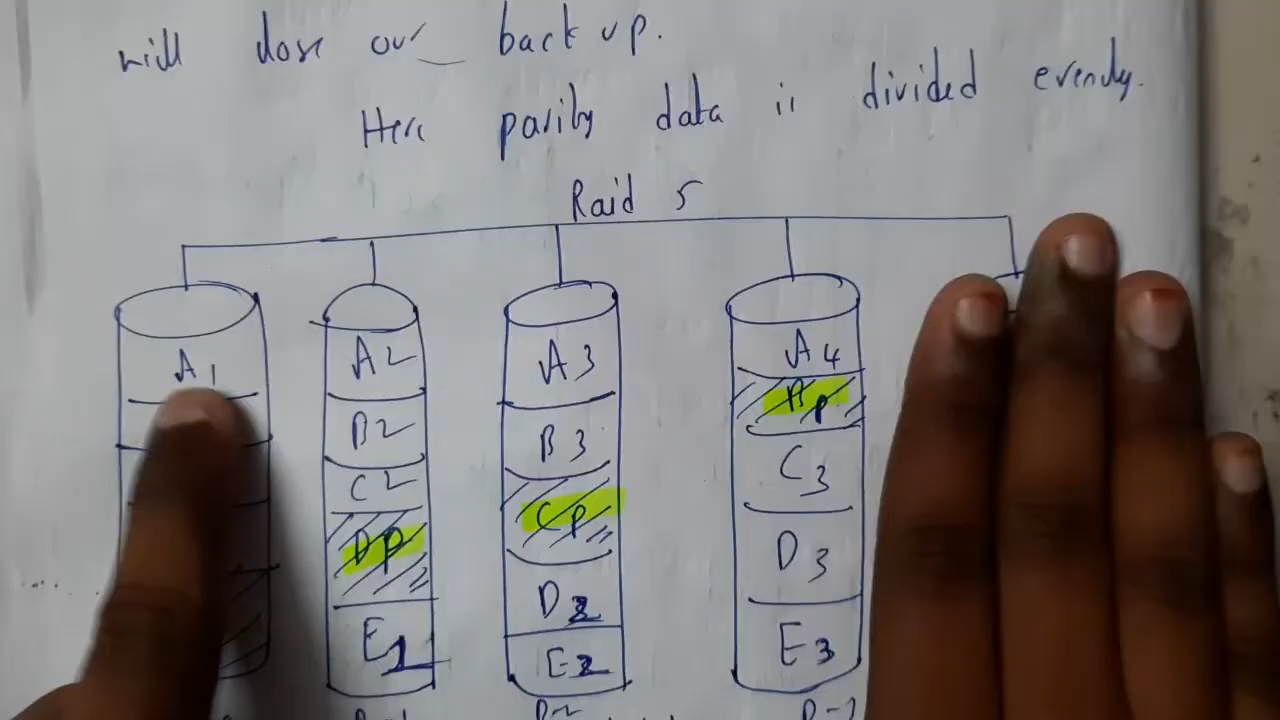 will lose our back up.
Here parity data is divided evenly.
Raid 5
A1 A2 A3 A4
B2 B3 Bp
C2 Cp C3
Dp D2 D3
E1 E2 E3